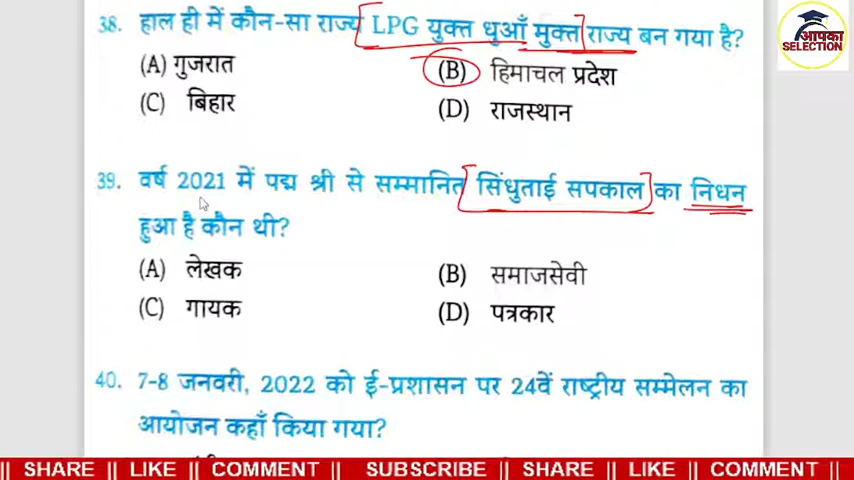 38. हाल ही में कौन-सा राज्य LPG युक्त धुआँ मुक्त राज्य बन गया है?
आपका
SELECTION
(A) गुजरात (B) हिमाचल प्रदेश
(C) बिहार (D) राजस्थान
39. वर्ष 2021 में पद्म श्री से सम्मानित सिंधुताई सपकाल का निधन
हुआ है कौन थी?
(A) लेखक (B) समाजसेवी
(C) गायक (D) पत्रकार
40. 7-8 जनवरी, 2022 को ई-प्रशासन पर 24वें राष्ट्रीय सम्मेलन का
आयोजन कहाँ किया गया?
|| SHARE || LIKE || COMMENT || SUBSCRIBE || SHARE || LIKE || COMMENT ||